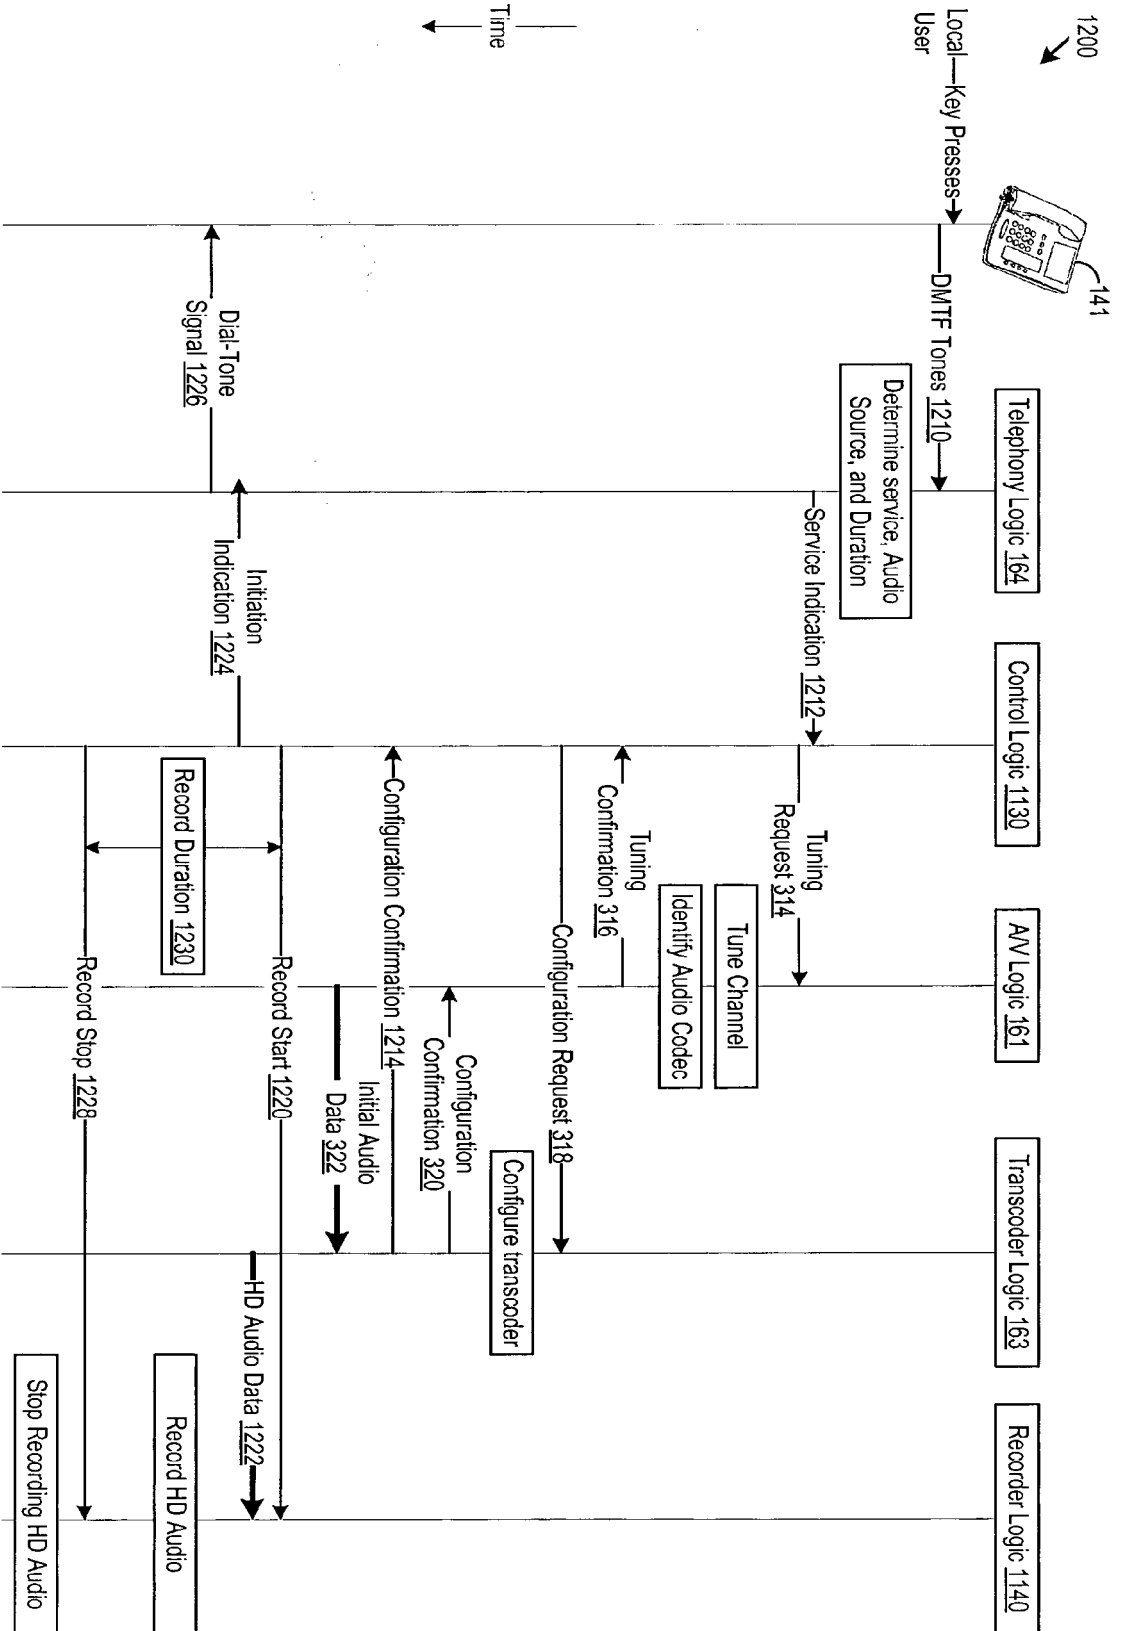 1200
141
Telephony Logic 164
Control Logic 1130
A/V Logic 161
Transcoder Logic 163
Recorder Logic 1140
Local
User
Key Presses
DMTF Tones 1210
Determine service, Audio
Source, and Duration
Service Indication 1212
Tuning
Request 314
Tune Channel
Identify Audio Codec
Tuning
Confirmation 316
Configuration Request 318
Configure transcoder
Configuration
Confirmation 320
Configuration Confirmation 1214
Initial Audio
Data 322
Record Start 1220
HD Audio Data 1222
Initiation
Indication 1224
Dial-Tone
Signal 1226
Record HD Audio
Record Duration 1230
Record Stop 1228
Stop Recording HD Audio
Time